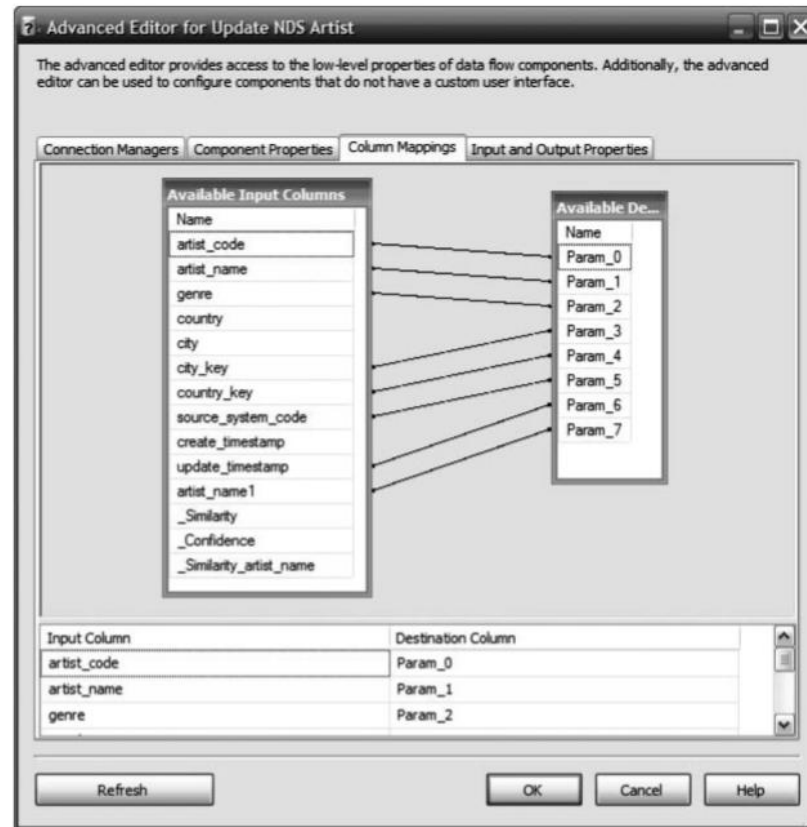 Advanced Editor for Update NDS Artist
The advanced editor provides access to the low-level properties of data flow components. Additionally, the advanced
editor can be used to configure components that do not have a custom user interface.
Connection Managers Component Properties Column Mappings Input and Output Properties
Available Input Columns
Name
artist_code
artist_name
genre
country
city
city_key
country_key
source_system_code
create_timestamp
update_timestamp
artist_name1
_Similarity
_Confidence
_Similarity_artist_name
Available De...
Name
Param_0
Param_1
Param_2
Param_3
Param_4
Param_5
Param_6
Param_7
Input Column Destination Column
artist_code Param_0
artist_name Param_1
genre Param_2
Refresh OK Cancel Help